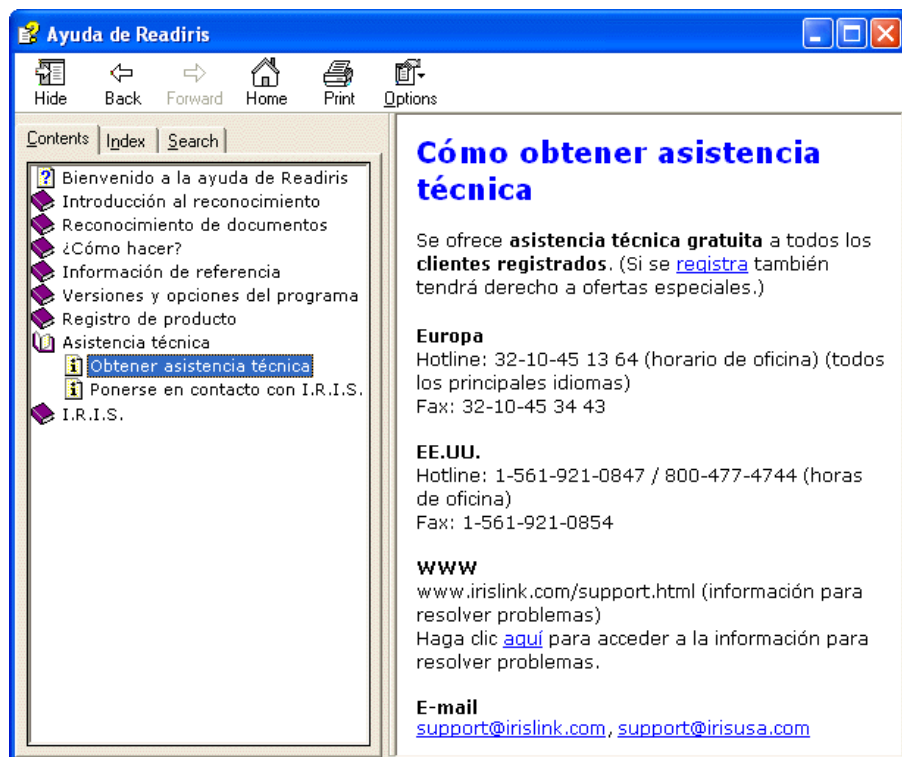 Ayuda de Readiris
Hide Back Forward Home Print Options
Contents Index Search
Bienvenido a la ayuda de Readiris
Introducción al reconocimiento
Reconocimiento de documentos
¿Cómo hacer?
Información de referencia
Versiones y opciones del programa
Registro de producto
Asistencia técnica
Obtener asistencia técnica
Ponerse en contacto con I.R.I.S.
I.R.I.S.
Cómo obtener asistencia
técnica
Se ofrece asistencia técnica gratuita a todos los
clientes registrados. (Si se registra también
tendrá derecho a ofertas especiales.)
Europa
Hotline: 32-10-45 13 64 (horario de oficina) (todos
los principales idiomas)
Fax: 32-10-45 34 43
EE.UU.
Hotline: 1-561-921-0847 / 800-477-4744 (horas
de oficina)
Fax: 1-561-921-0854
WWW
www.irislink.com/support.html (información para
resolver problemas)
Haga clic aquí para acceder a la información para
resolver problemas.
E-mail
support@irislink.com, support@irisusa.com